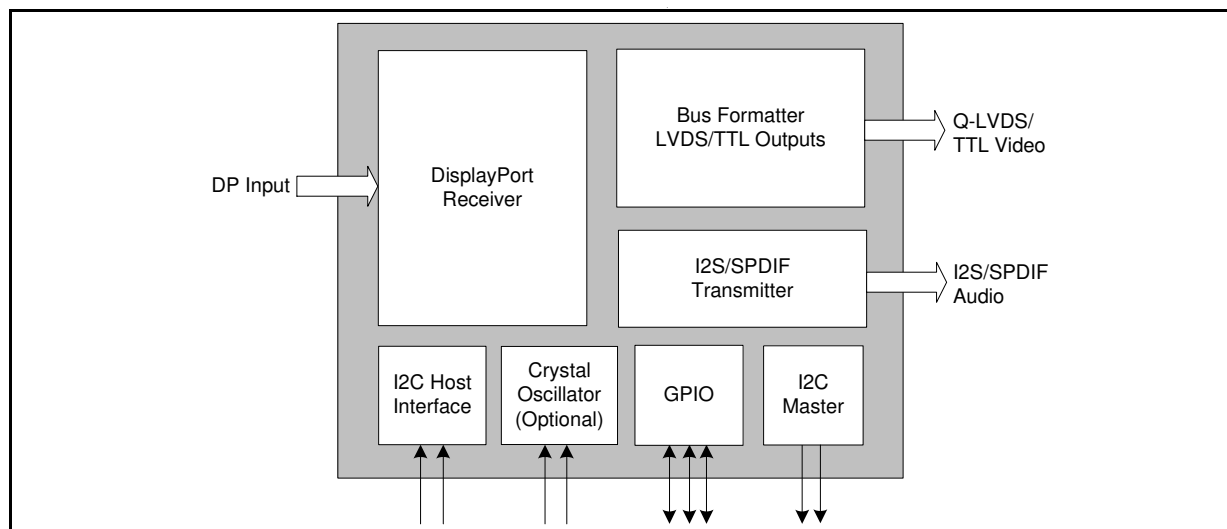 DP Input
DisplayPort
Receiver
Bus Formatter
LVDS/TTL Outputs
Q-LVDS/
TTL Video
I2S/SPDIF
Transmitter
I2S/SPDIF
Audio
I2C Host
Interface
Crystal
Oscillator
(Optional)
GPIO
I2C
Master